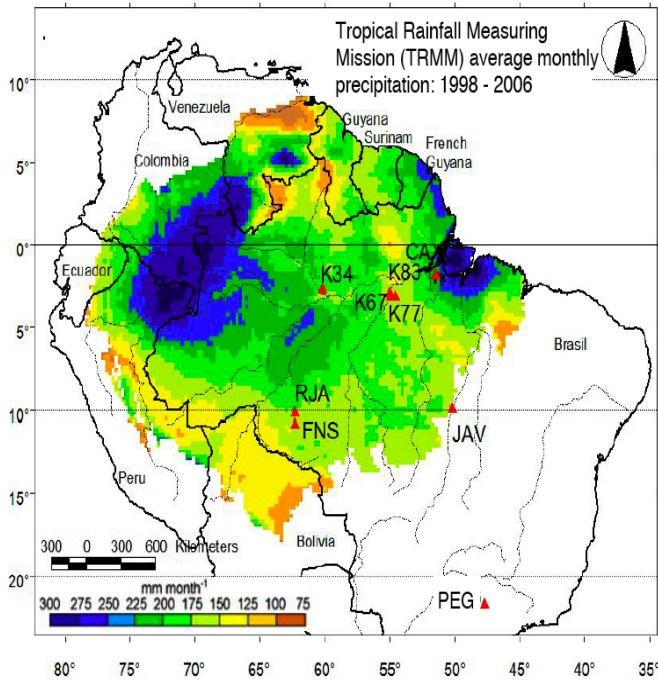 Tropical Rainfall Measuring
Mission (TRMM) average monthly
precipitation: 1998 - 2006
10°
Venezuela
Guyana
Surinam
French
Guyana
5°
Colombia
0°
CAX
Ecuador
K34
K83
K67
K77
5°
Brasil
RJA
10°
FNS
JAV
Peru
15°
Bolivia
300 0 300 600 Kilometers
20°
mm month-1
PEG
300 275 250 225 200 175 150 125 100 75
80° 75° 70° 65° 60° 55° 50° 45° 40° 35°